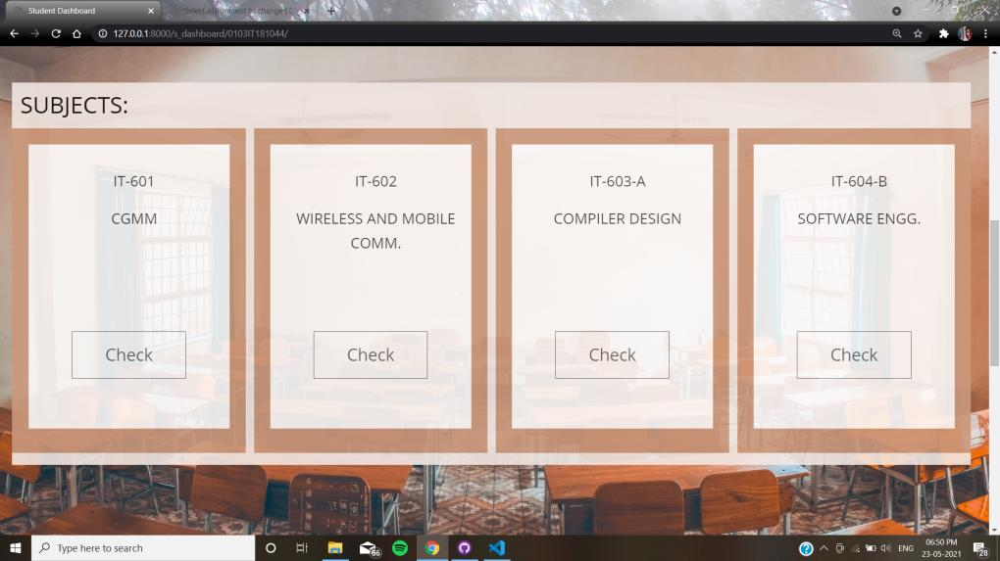 Student Dashboard
Select assignment to change | D
127.0.0.1:8000/s_dashboard/0103IT181044/
SUBJECTS:
IT-601
CGMM
Check
IT-602
WIRELESS AND MOBILE
COMM.
Check
IT-603-A
COMPILER DESIGN
Check
IT-604-B
SOFTWARE ENGG.
Check
Type here to search
66
ENG
06:50 PM
23-05-2021
28